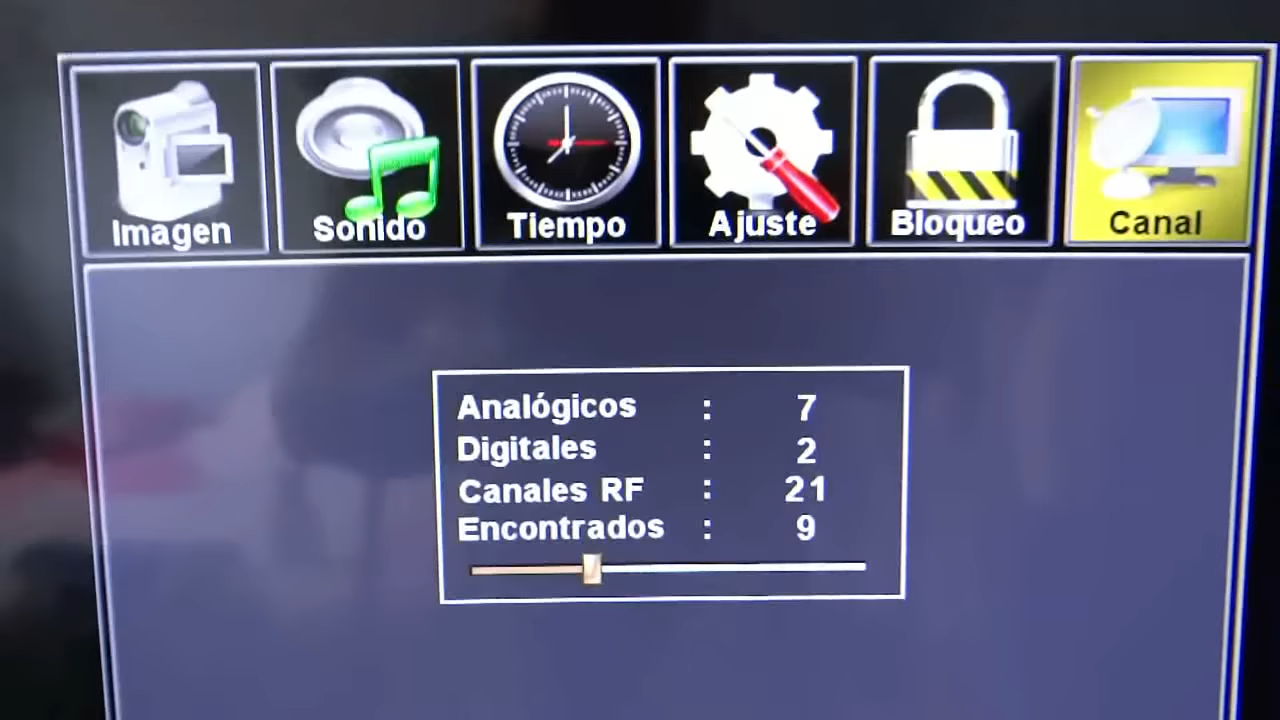 Imagen Sonido Tiempo Ajuste Bloqueo Canal
Analógicos : 7
Digitales : 2
Canales RF : 21
Encontrados : 9